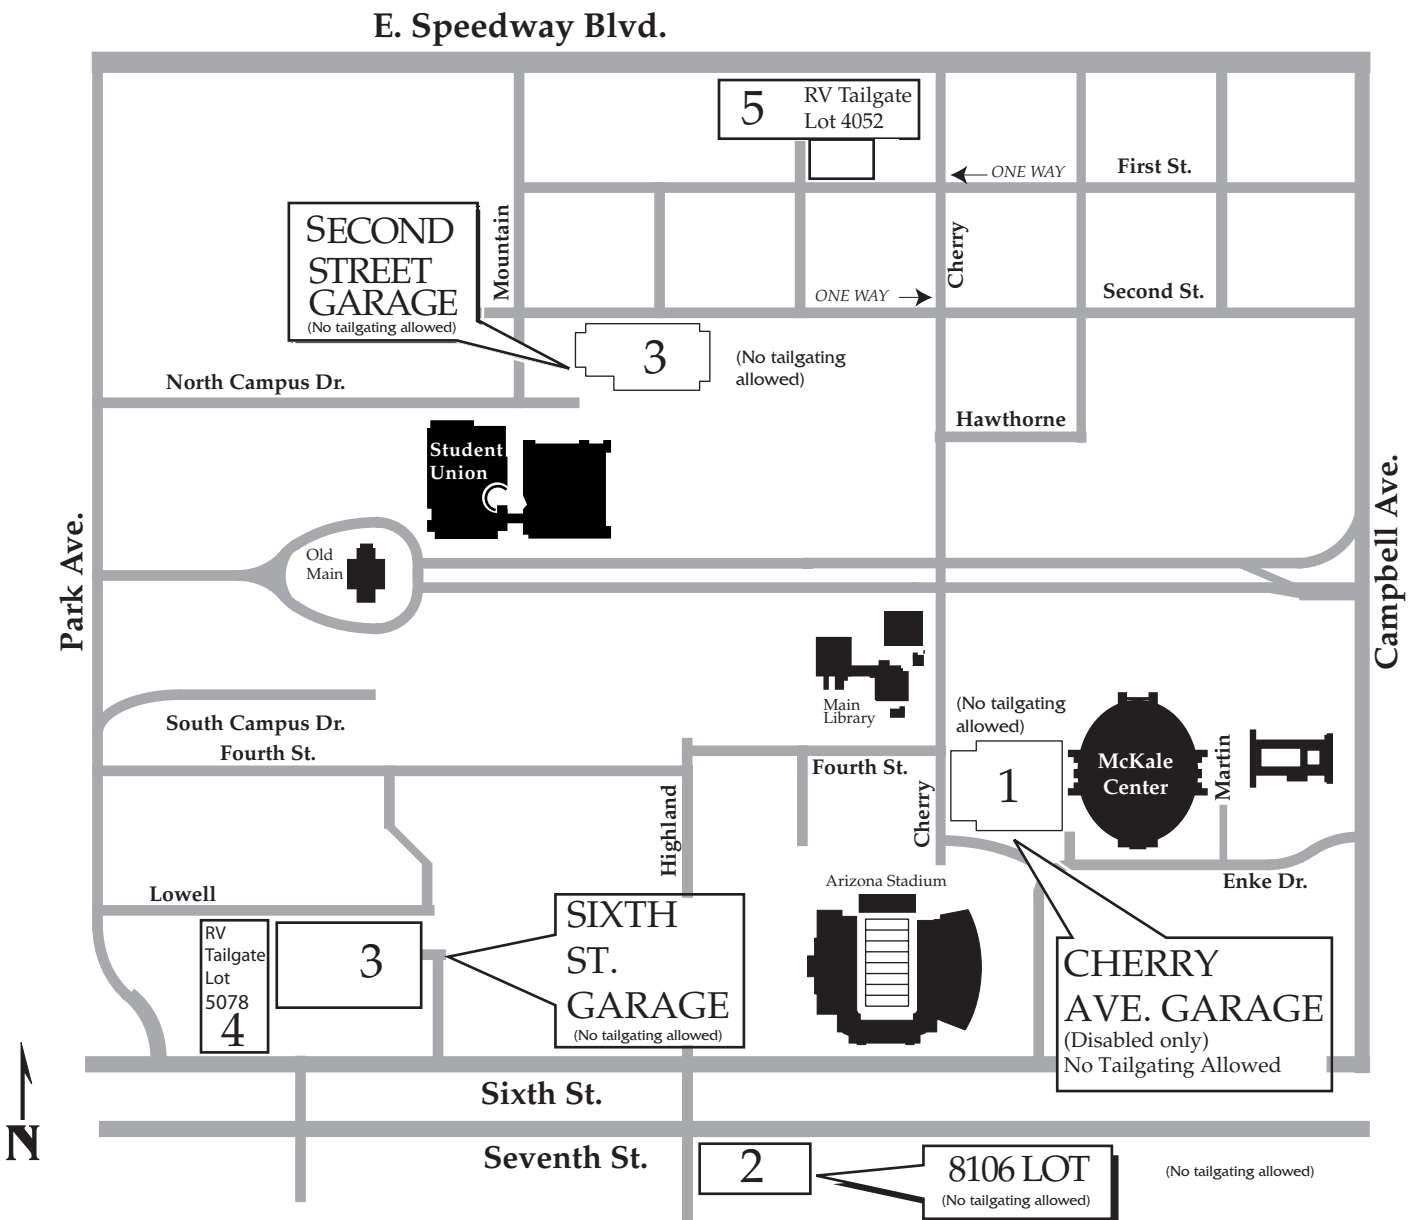 E. Speedway Blvd.
5
RV Tailgate
Lot 4052
ONE WAY
First St.
SECOND
STREET
GARAGE
(No tailgating allowed)
Mountain
Cherry
ONE WAY
Second St.
3
(No tailgating
allowed)
North Campus Dr.
Hawthorne
Student
Union
Park Ave.
Campbell Ave.
Old
Main
Main
Library
South Campus Dr.
Fourth St.
(No tailgating
allowed)
Fourth St.
1
McKale
Center
Martin
Highland
Cherry
Lowell
Arizona Stadium
Enke Dr.
RV
Tailgate
Lot
5078
4
3
SIXTH
ST.
GARAGE
(No tailgating allowed)
CHERRY
AVE. GARAGE
(Disabled only)
No Tailgating Allowed
N
Sixth St.
Seventh St.
2
8106 LOT
(No tailgating allowed)
(No tailgating allowed)